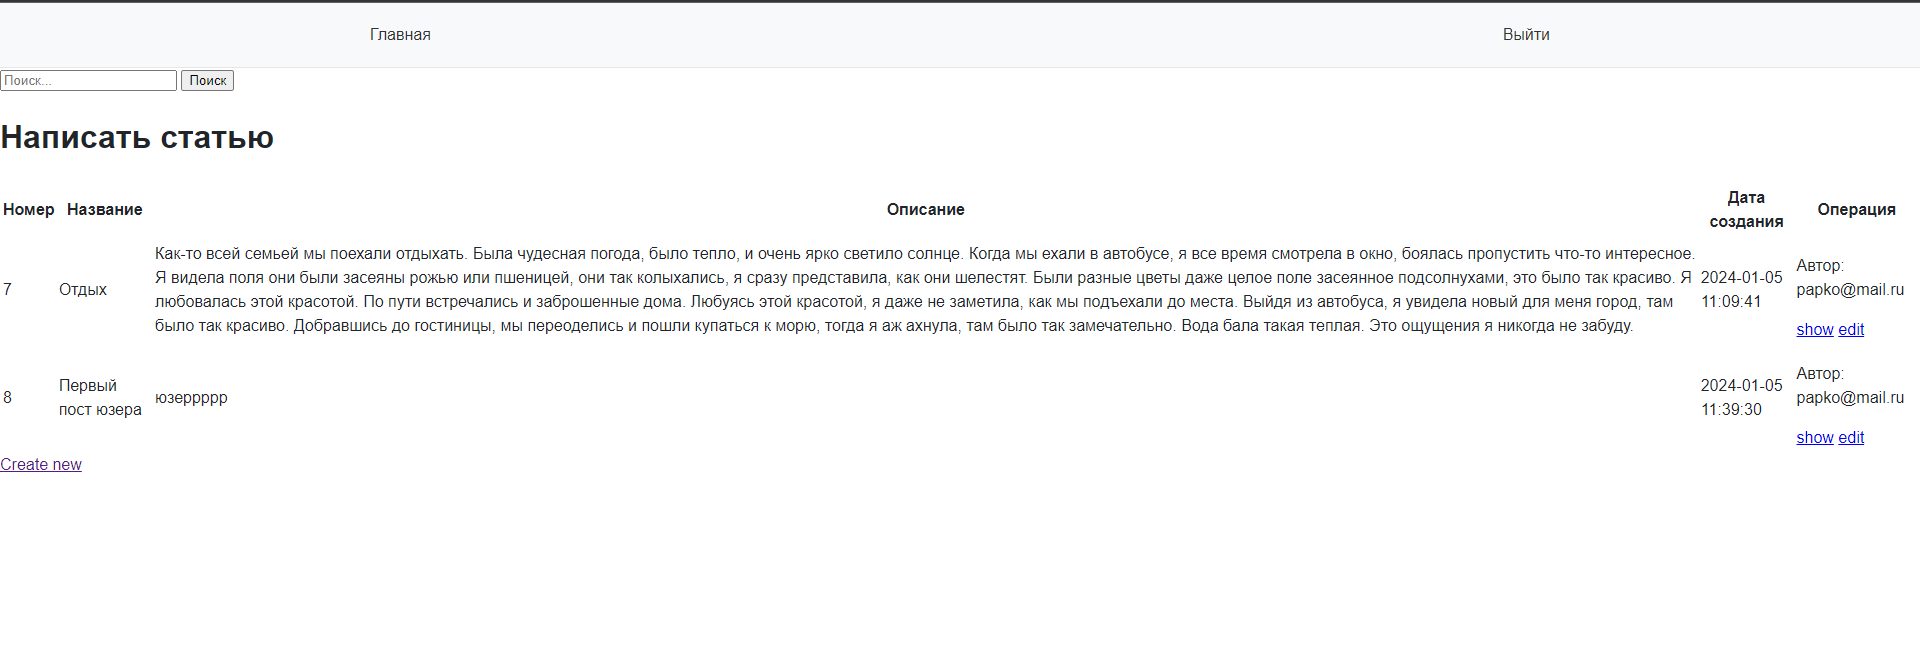 Главная Выйти
Поиск... Поиск
Написать статью
Номер Название Описание Дата создания Операция
7 Отдых
Как-то всей семьей мы поехали отдыхать. Была чудесная погода, было тепло, и очень ярко светило солнце. Когда мы ехали в автобусе, я все время смотрела в окно, боялась пропустить что-то интересное.
Я видела поля они были засеяны рожью или пшеницей, они так колыхались, я сразу представила, как они шелестят. Были разные цветы даже целое поле засеянное подсолнухами, это было так красиво. Я
любовалась этой красотой. По пути встречались и заброшенные дома. Любуясь этой красотой, я даже не заметила, как мы подъехали до места. Выйдя из автобуса, я увидела новый для меня город, там
было так красиво. Добравшись до гостиницы, мы переоделись и пошли купаться к морю, тогда я аж ахнула, там было так замечательно. Вода бала такая теплая. Это ощущения я никогда не забуду.
2024-01-05
11:09:41
Автор:
papko@mail.ru
show edit
8
Первый
пост юзера
юзеррррр
2024-01-05
11:39:30
Автор:
papko@mail.ru
show edit
Create new